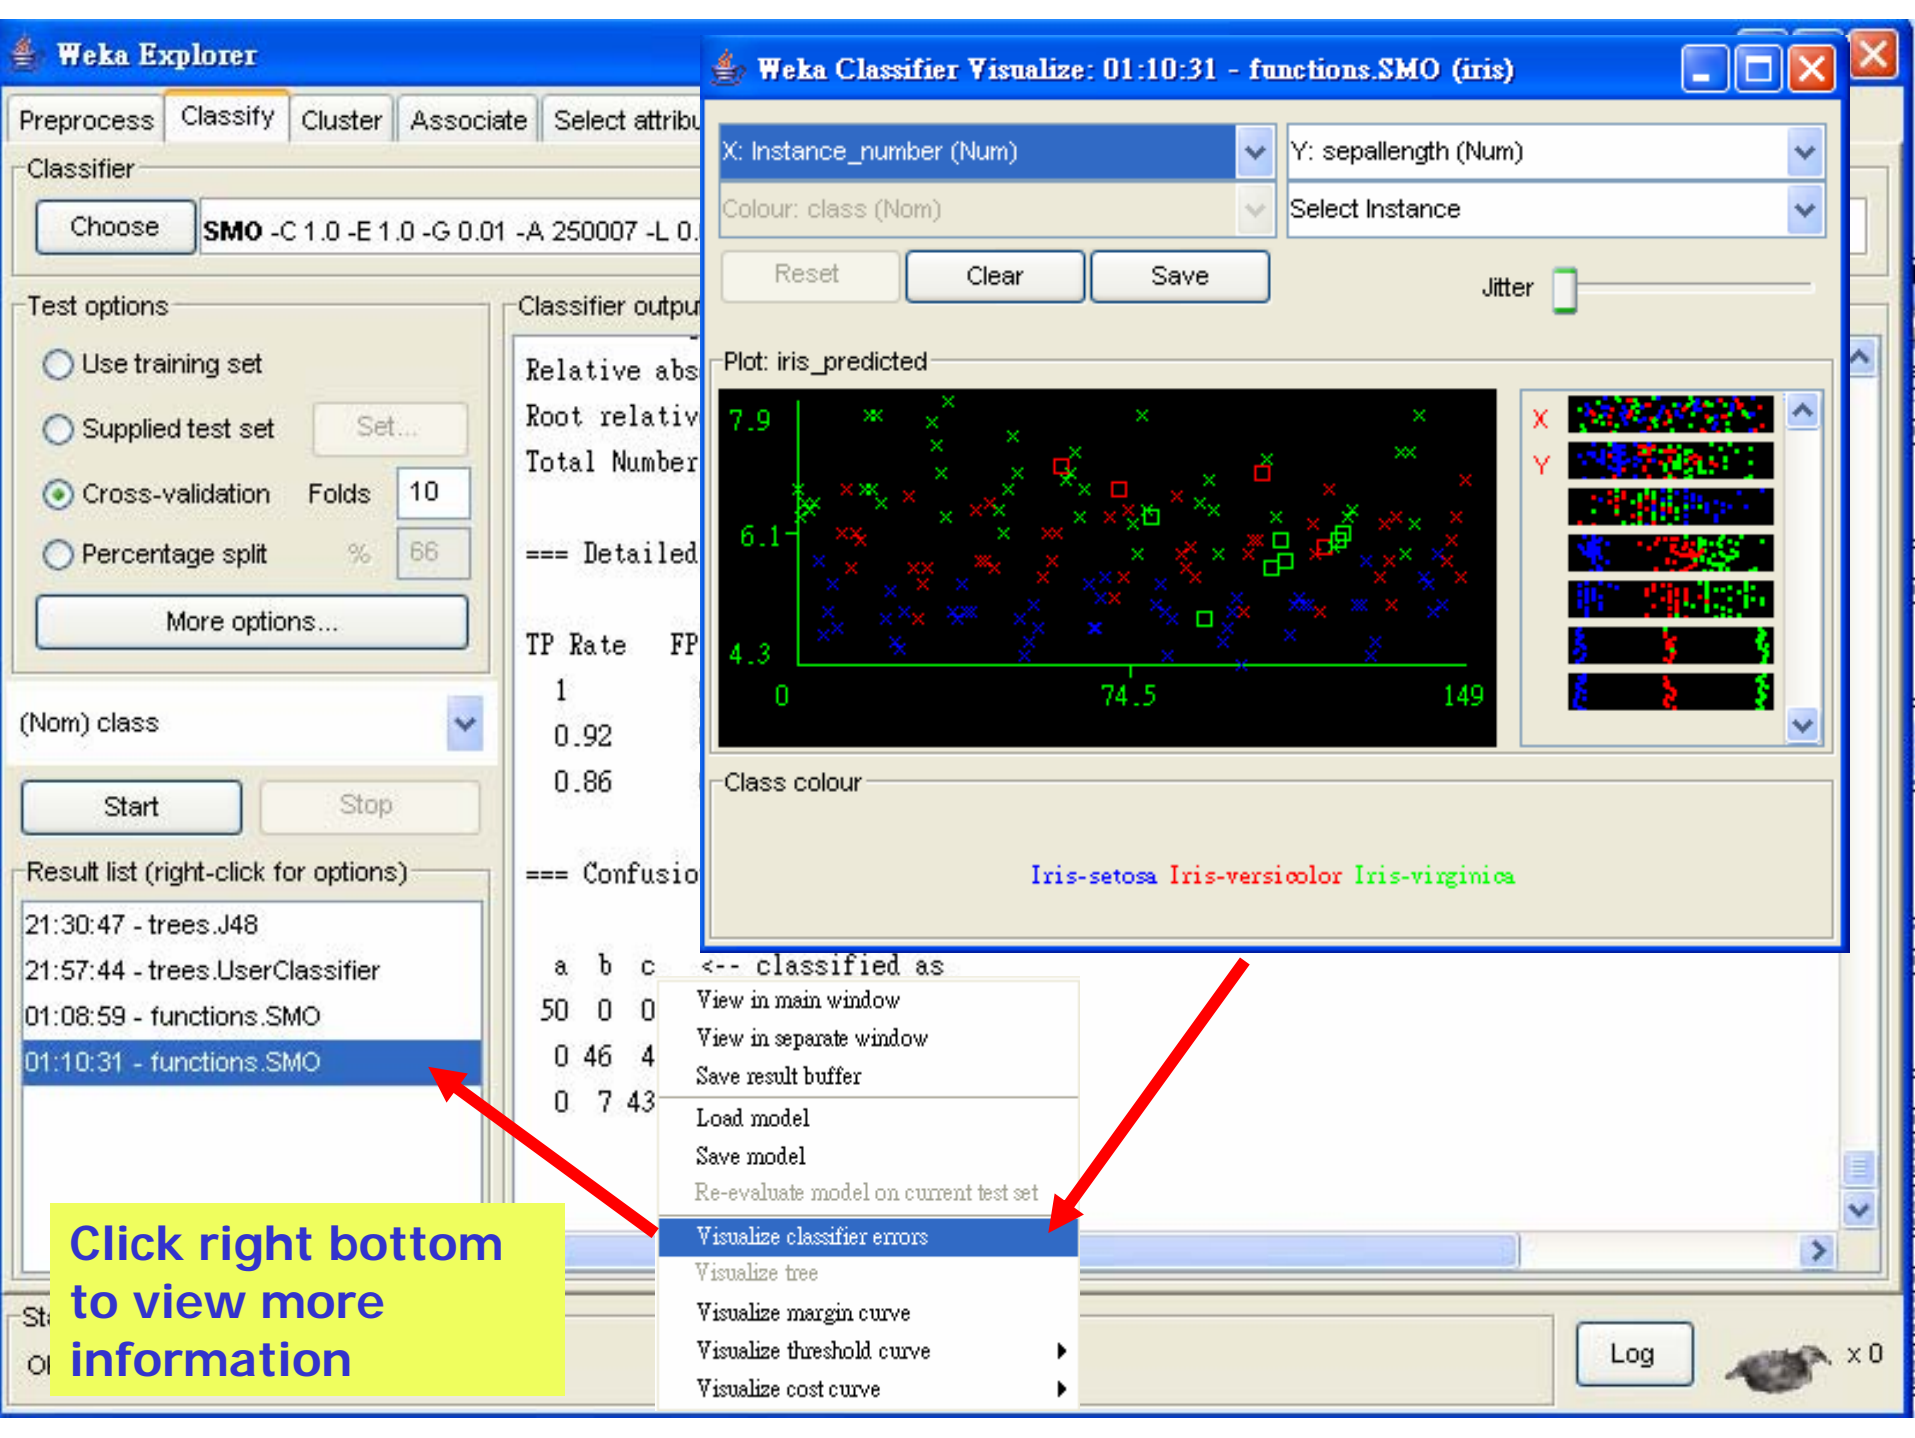 Weka Explorer
Preprocess Classify Cluster Associate Select attribu
Classifier
Choose SMO -C 1.0 -E 1.0 -G 0.01 -A 250007 -L 0.
Test options
Use training set
Supplied test set Set...
Cross-validation Folds 10
Percentage split % 66
More options...
(Nom) class
Start Stop
Result list (right-click for options)
21:30:47 - trees.J48
21:57:44 - trees.UserClassifier
01:08:59 - functions.SMO
01:10:31 - functions.SMO
Classifier outpu
Relative abs
Root relativ
Total Number
=== Detailed
TP Rate FP
1
0.92
0.86
=== Confusio
a b c <-- classified as
50 0 0
0 46 4
0 7 43
Weka Classifier Visualize: 01:10:31 - functions.SMO (iris)
X: Instance_number (Num) Y: sepallength (Num)
Colour: class (Nom) Select Instance
Reset Clear Save Jitter
Plot: iris_predicted
7.9
6.1
4.3
0 74.5 149
X
Y
Class colour
Iris-setosa Iris-versicolor Iris-virginica
View in main window
View in separate window
Save result buffer
Load model
Save model
Re-evaluate model on current test set
Visualize classifier errors
Visualize tree
Visualize margin curve
Visualize threshold curve
Visualize cost curve
Click right bottom
to view more
information
Log x 0